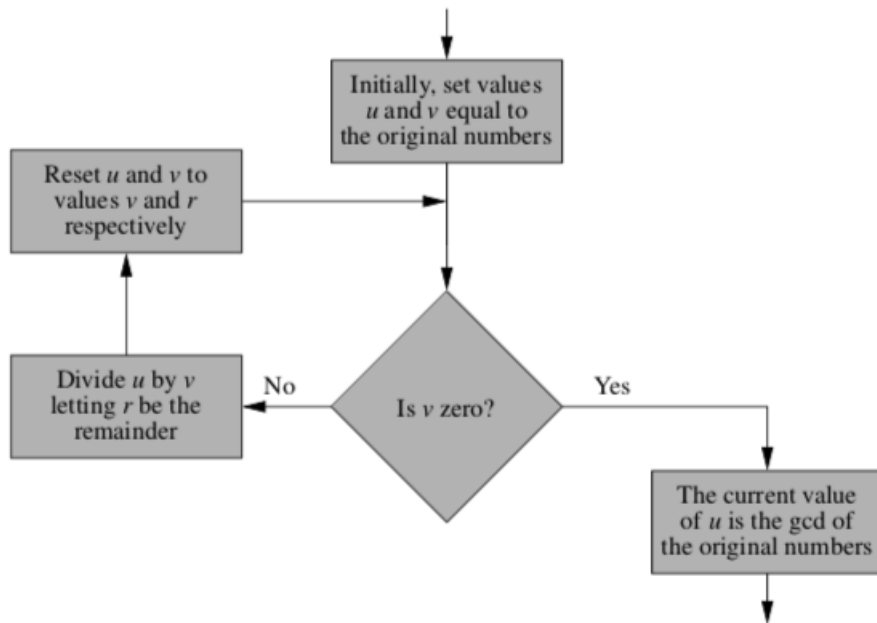 Initially, set values
u and v equal to
the original numbers
Reset u and v to
values v and r
respectively
Divide u by v
letting r be the
remainder
No
Is v zero?
Yes
The current value
of u is the gcd of
the original numbers